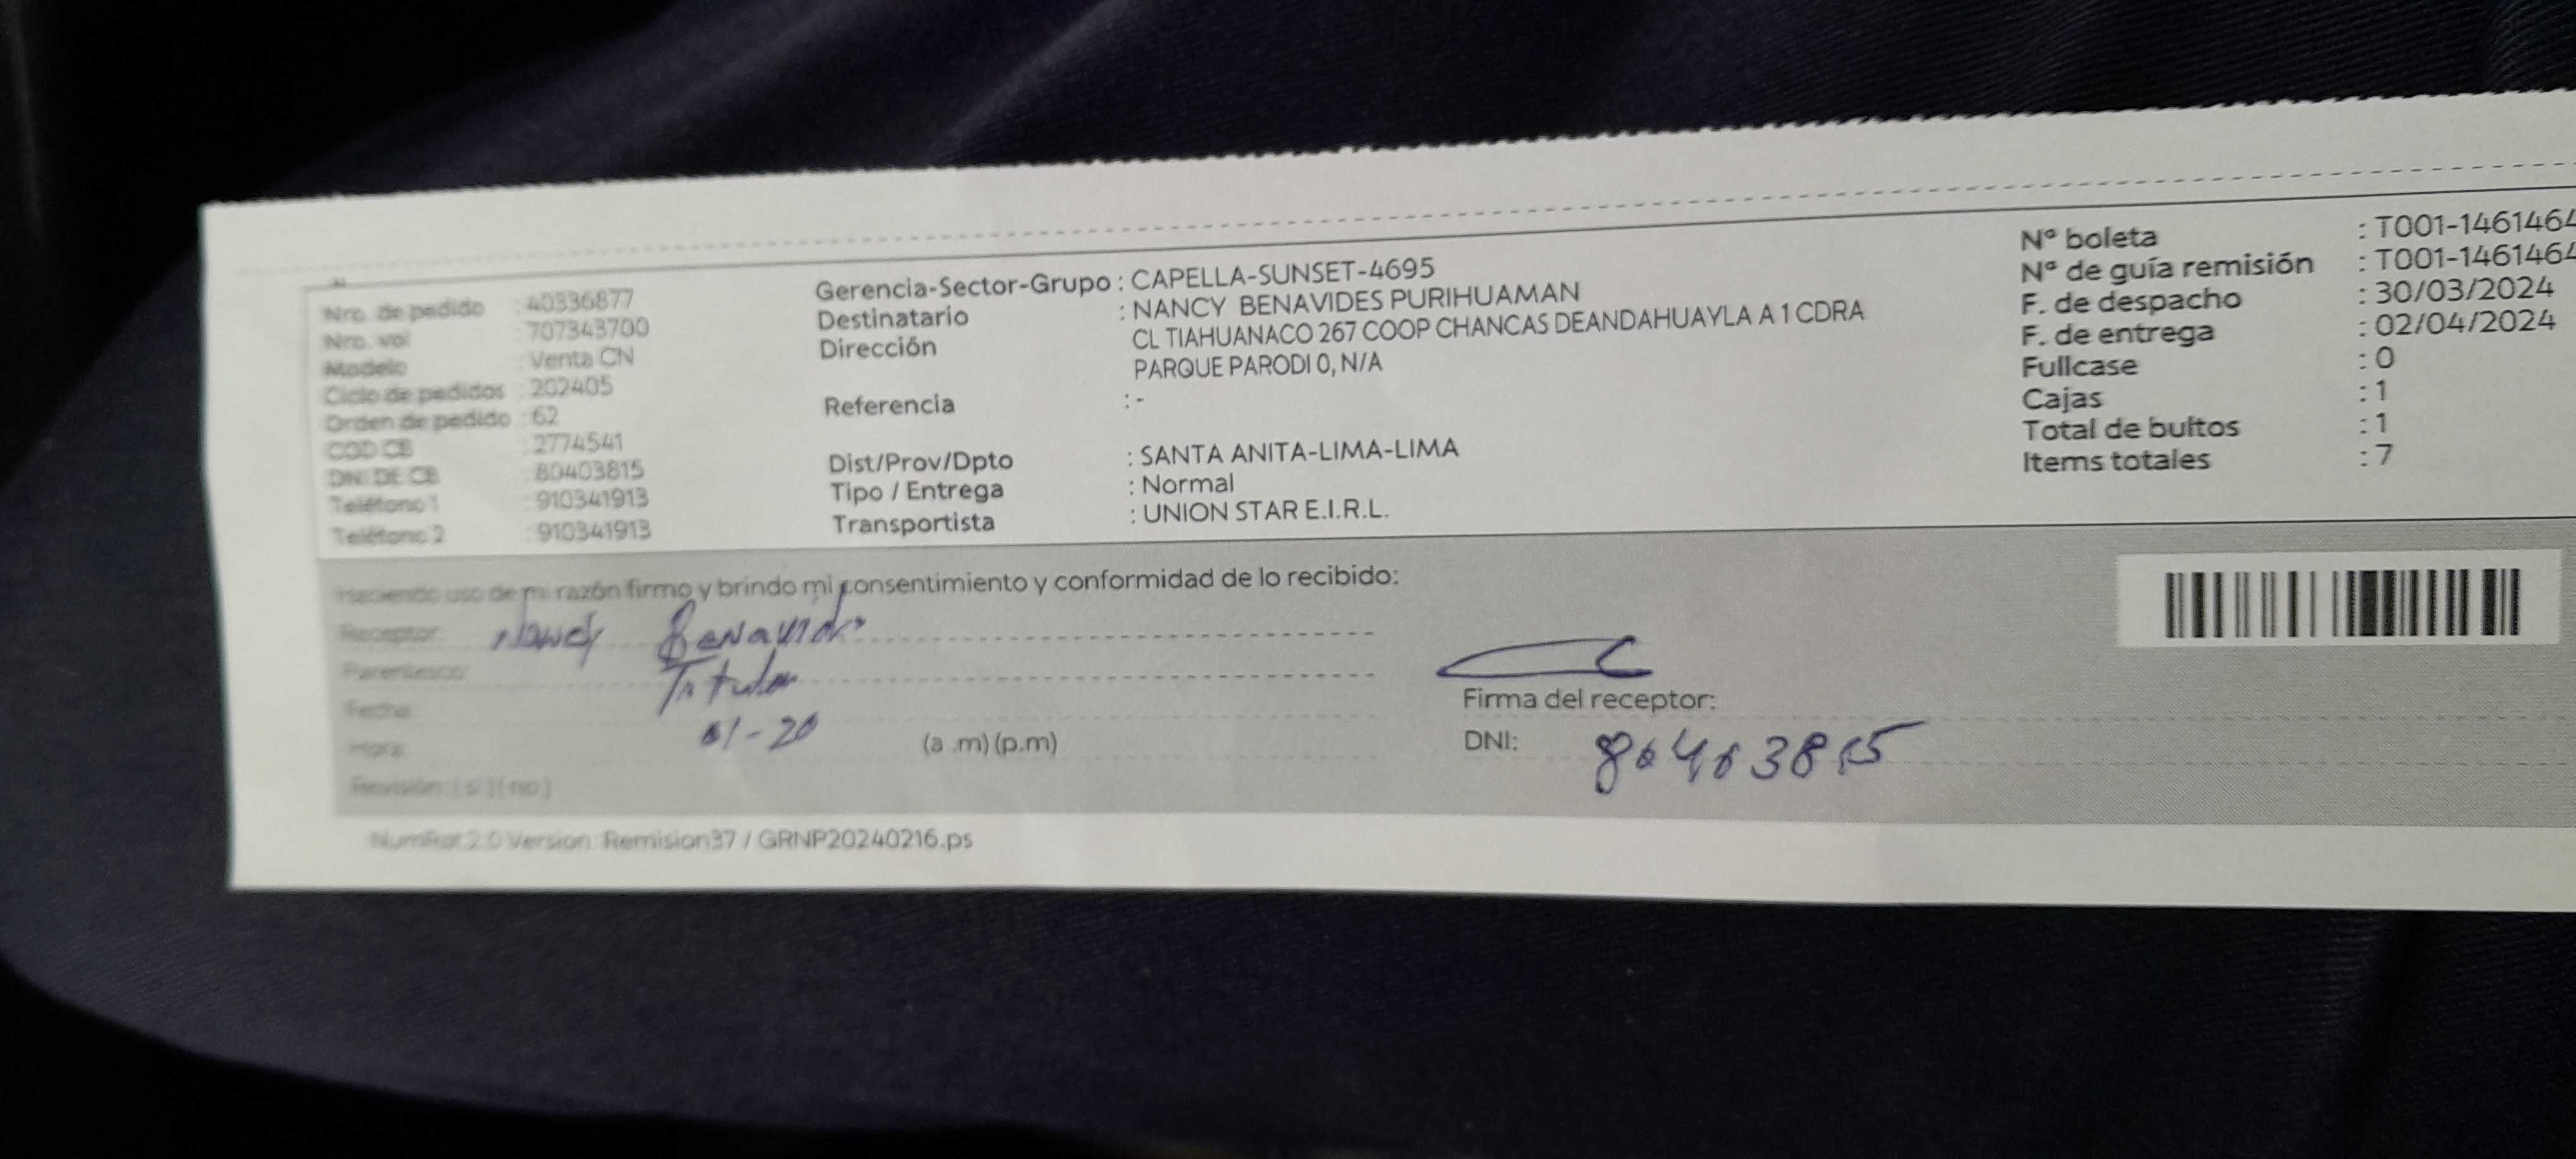 Nro. de pedido : 40336877
Nro. vol : 707343700
Modelo : Venta CN
Ciclo de pedidos : 202405
Orden de pedido : 62
COD CB : 2774541
DNI DE CB : 80403815
Teléfono 1 : 910341913
Teléfono 2 : 910341913
Gerencia-Sector-Grupo : CAPELLA-SUNSET-4695
Destinatario : NANCY BENAVIDES PURIHUAMAN
Dirección CL TIAHUANACO 267 COOP CHANCAS DEANDAHUAYLA A 1 CDRA
PARQUE PARODI 0, N/A
Referencia : -
Dist/Prov/Dpto : SANTA ANITA-LIMA-LIMA
Tipo / Entrega : Normal
Transportista : UNION STAR E.I.R.L.
Nº boleta : T001-1461464
Nº de guía remisión : T001-1461464
F. de despacho : 30/03/2024
F. de entrega : 02/04/2024
Fullcase : 0
Cajas : 1
Total de bultos : 1
Items totales : 7
Haciendo uso de mi razón firmo y brindo mi consentimiento y conformidad de lo recibido:
Receptor: Nancy Benavides
Parentesco: Titular
Fecha:
Hora: 01-20 (a .m) (p.m)
Revisión: ( si ) ( no )
Firma del receptor:
DNI: 80403815
2.0 Version: Remision37 / GRNP20240216.ps